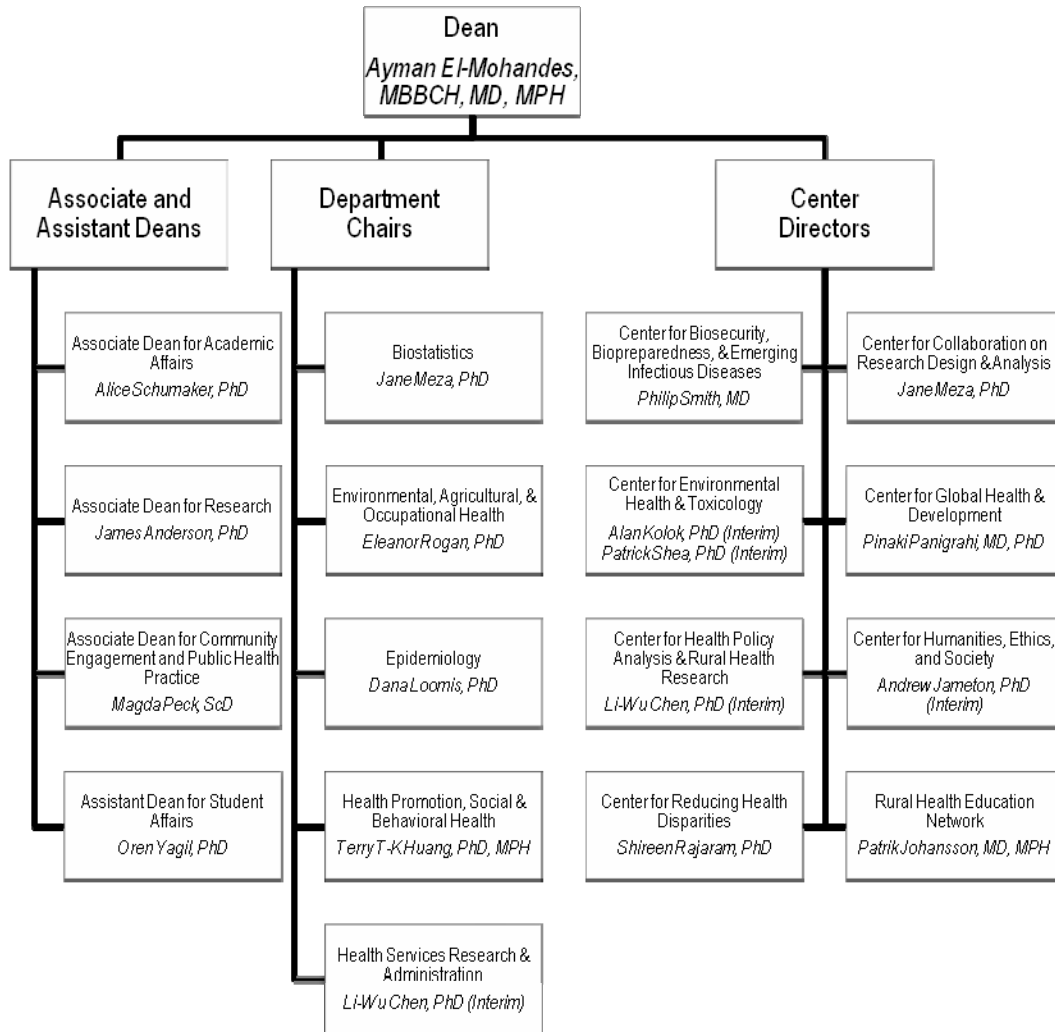 Dean
Ayman El-Mohandes,
MBBCH, MD, MPH
Associate and
Assistant Deans
Associate Dean for Academic
Affairs
Alice Schumaker, PhD
Associate Dean for Research
James Anderson, PhD
Associate Dean for Community
Engagement and Public Health
Practice
Magda Peck, ScD
Assistant Dean for Student
Affairs
Oren Yagil, PhD
Department
Chairs
Biostatistics
Jane Meza, PhD
Environmental, Agricultural, &
Occupational Health
Eleanor Rogan, PhD
Epidemiology
Dana Loomis, PhD
Health Promotion, Social &
Behavioral Health
Terry T-K Huang, PhD, MPH
Health Services Research &
Administration
Li-Wu Chen, PhD (Interim)
Center
Directors
Center for Biosecurity,
Biopreparedness, & Emerging
Infectious Diseases
Philip Smith, MD
Center for Environmental
Health & Toxicology
Alan Kolok, PhD (Interim)
Patrick Shea, PhD (Interim)
Center for Health Policy
Analysis & Rural Health
Research
Li-Wu Chen, PhD (Interim)
Center for Reducing Health
Disparities
Shireen Rajaram, PhD
Center for Collaboration on
Research Design & Analysis
Jane Meza, PhD
Center for Global Health &
Development
Pinaki Panigrahi, MD, PhD
Center for Humanities, Ethics,
and Society
Andrew Jameton, PhD
(Interim)
Rural Health Education
Network
Patrik Johansson, MD, MPH